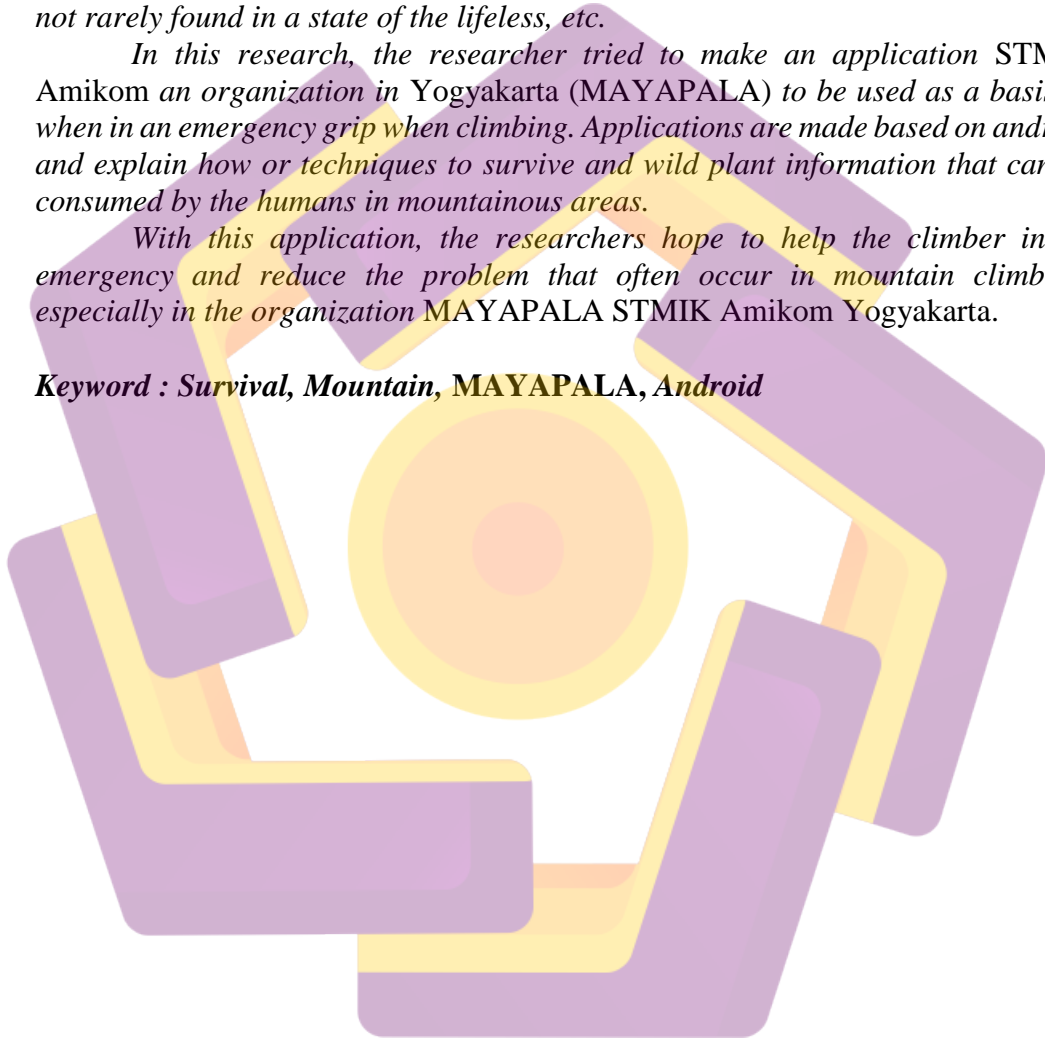 not rarely found in a state of the lifeless, etc.
In this research, the researcher tried to make an application STM
Amikom an organization in Yogyakarta (MAYAPALA) to be used as a basi
when in an emergency grip when climbing. Applications are made based on andr
and explain how or techniques to survive and wild plant information that can
consumed by the humans in mountainous areas.
With this application, the researchers hope to help the climber in
emergency and reduce the problem that often occur in mountain climb
especially in the organization MAYAPALA STMIK Amikom Yogyakarta.
Keyword : Survival, Mountain, MAYAPALA, Android